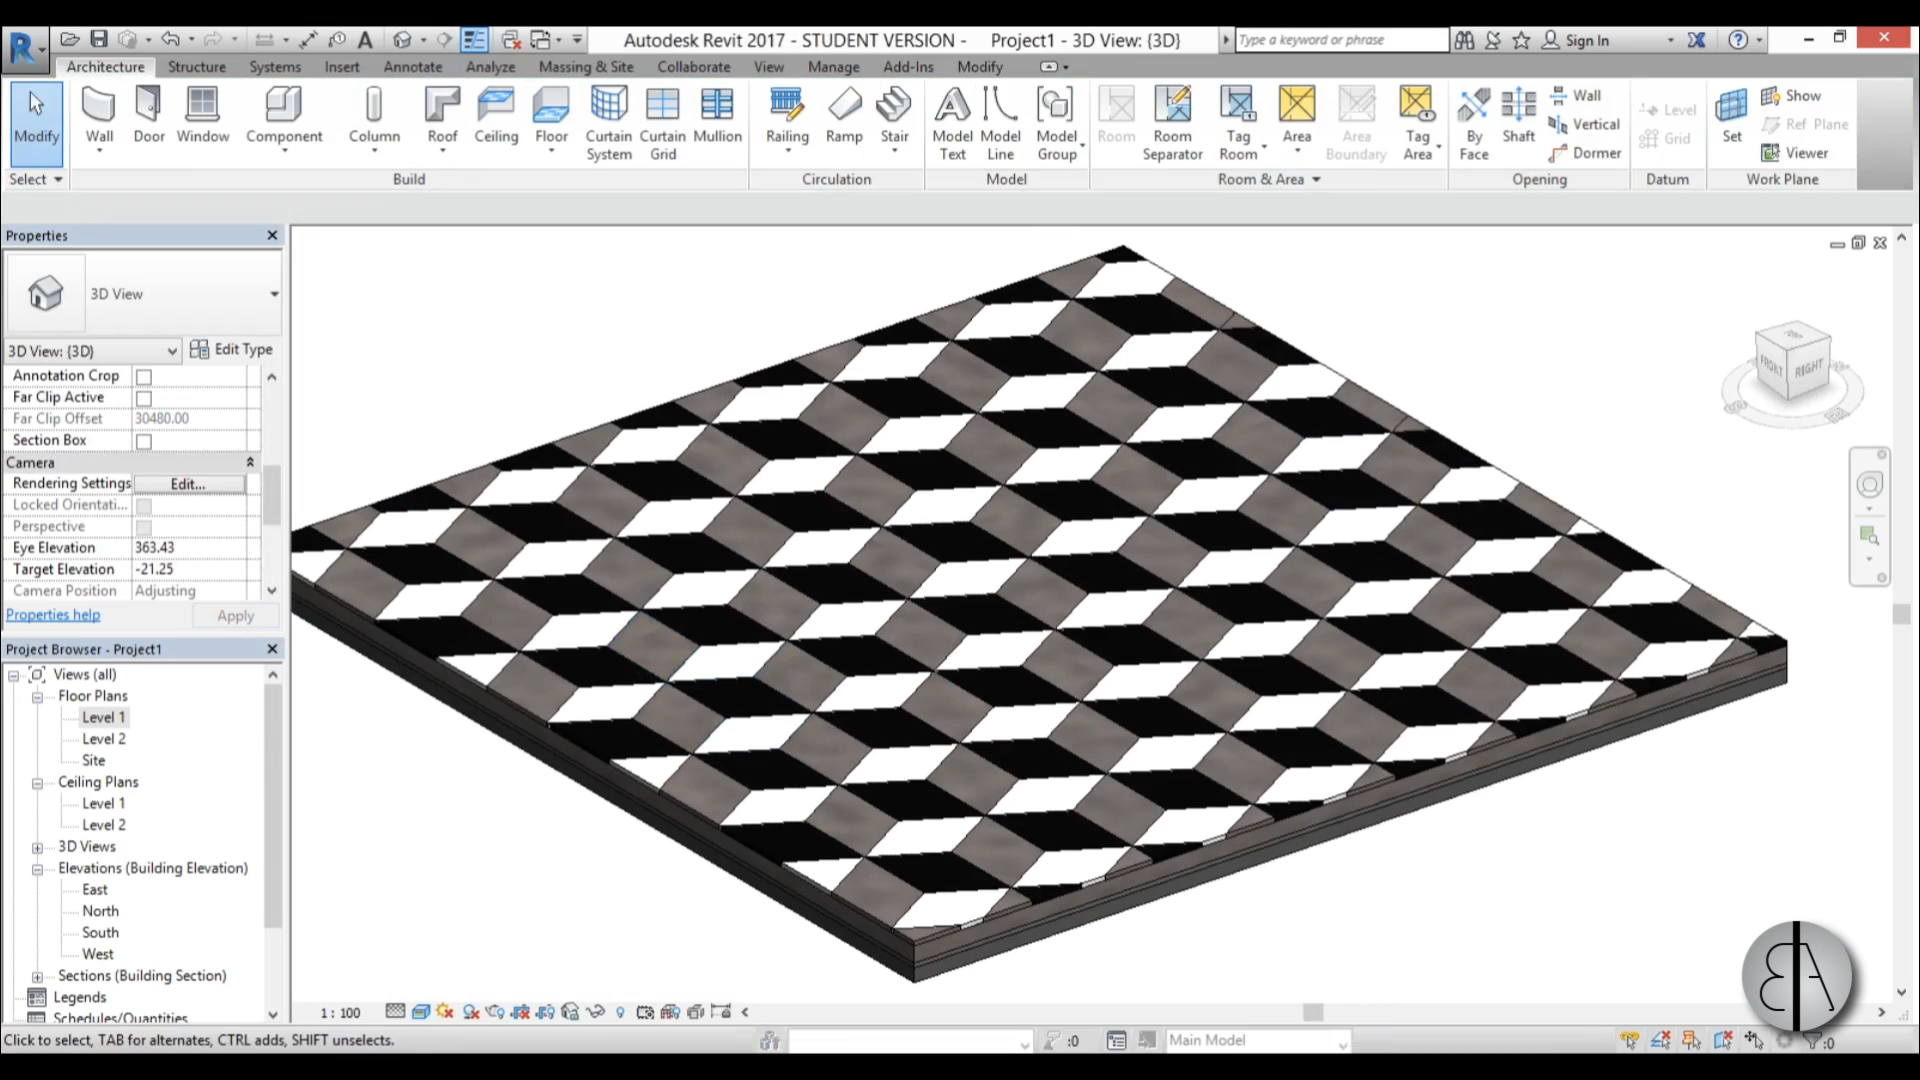 Autodesk Revit 2017 - STUDENT VERSION - Project1 - 3D View: {3D}
Type a keyword or phrase
Sign In
Architecture Structure Systems Insert Annotate Analyze Massing & Site Collaborate View Manage Add-Ins Modify
Modify Wall Door Window Component Column Roof Ceiling Floor Curtain System Curtain Grid Mullion Railing Ramp Stair Model Text Model Line Model Group Room Room Separator Tag Room Area Area Boundary Tag Area By Face Shaft Wall Vertical Dormer Level Grid Set Show Ref Plane Viewer
Select Build Circulation Model Room & Area Opening Datum Work Plane
Properties
3D View
3D View: {3D} Edit Type
Annotation Crop
Far Clip Active
Far Clip Offset 30480.00
Section Box
Camera
Rendering Settings Edit...
Locked Orientati...
Perspective
Eye Elevation 363.43
Target Elevation -21.25
Camera Position Adjusting
Properties help Apply
Project Browser - Project1
Views (all)
Floor Plans
Level 1
Level 2
Site
Ceiling Plans
Level 1
Level 2
3D Views
Elevations (Building Elevation)
East
North
South
West
Sections (Building Section)
Legends
Schedules/Quantities
TOP
FRONT RIGHT
1 : 100
Click to select, TAB for alternates, CTRL adds, SHIFT unselects.
:0
Main Model
:0
BA